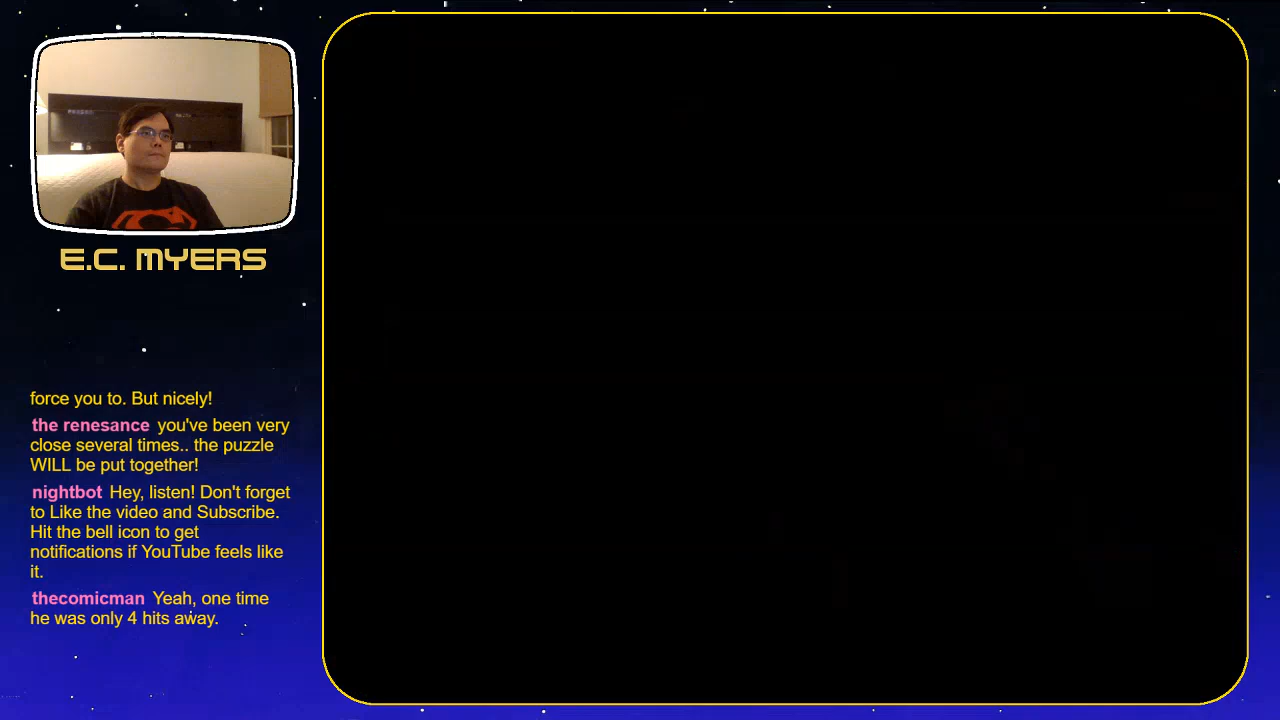 E.C. MYERS
force you to. But nicely!
the renesance you've been very
close several times.. the puzzle
WILL be put together!
nightbot Hey, listen! Don't forget
to Like the video and Subscribe.
Hit the bell icon to get
notifications if YouTube feels like
it.
thecomicman Yeah, one time
he was only 4 hits away.